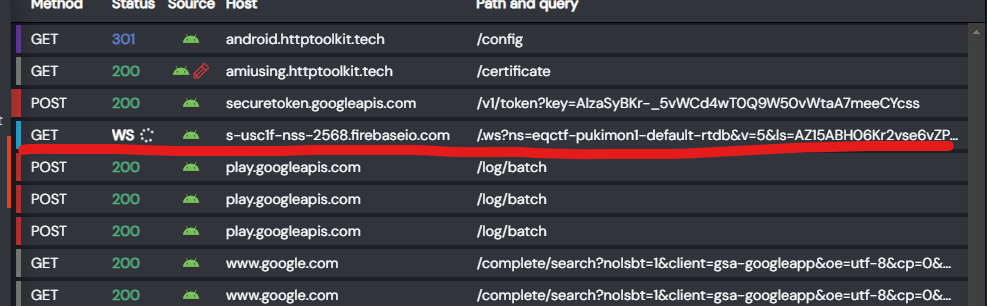 Method Status Source Host Path and query
GET 301 android.httptoolkit.tech /config
GET 200 amiusing.httptoolkit.tech /certificate
POST 200 securetoken.googleapis.com /v1/token?key=AIzaSyBKr-_5vWCd4wT0Q9W50vWtaA7meeCYcss
GET WS s-usc1f-nss-2568.firebaseio.com /.ws?ns=eqctf-pukimon1-default-rtdb&v=5&ls=AZ15ABHO6Kr2vse6vZP...
POST 200 play.googleapis.com /log/batch
POST 200 play.googleapis.com /log/batch
POST 200 play.googleapis.com /log/batch
GET 200 www.google.com /complete/search?nolsbt=1&client=gsa-googleapp&oe=utf-8&cp=0&...
GET 200 www.google.com /complete/search?nolsbt=1&client=gsa-googleapp&oe=utf-8&cp=0&...